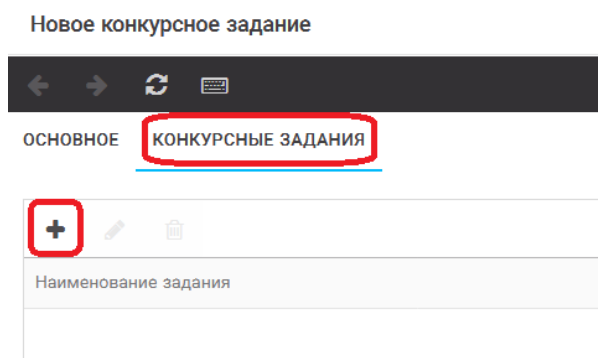 Новое конкурсное задание
ОСНОВНОЕ КОНКУРСНЫЕ ЗАДАНИЯ
Наименование задания